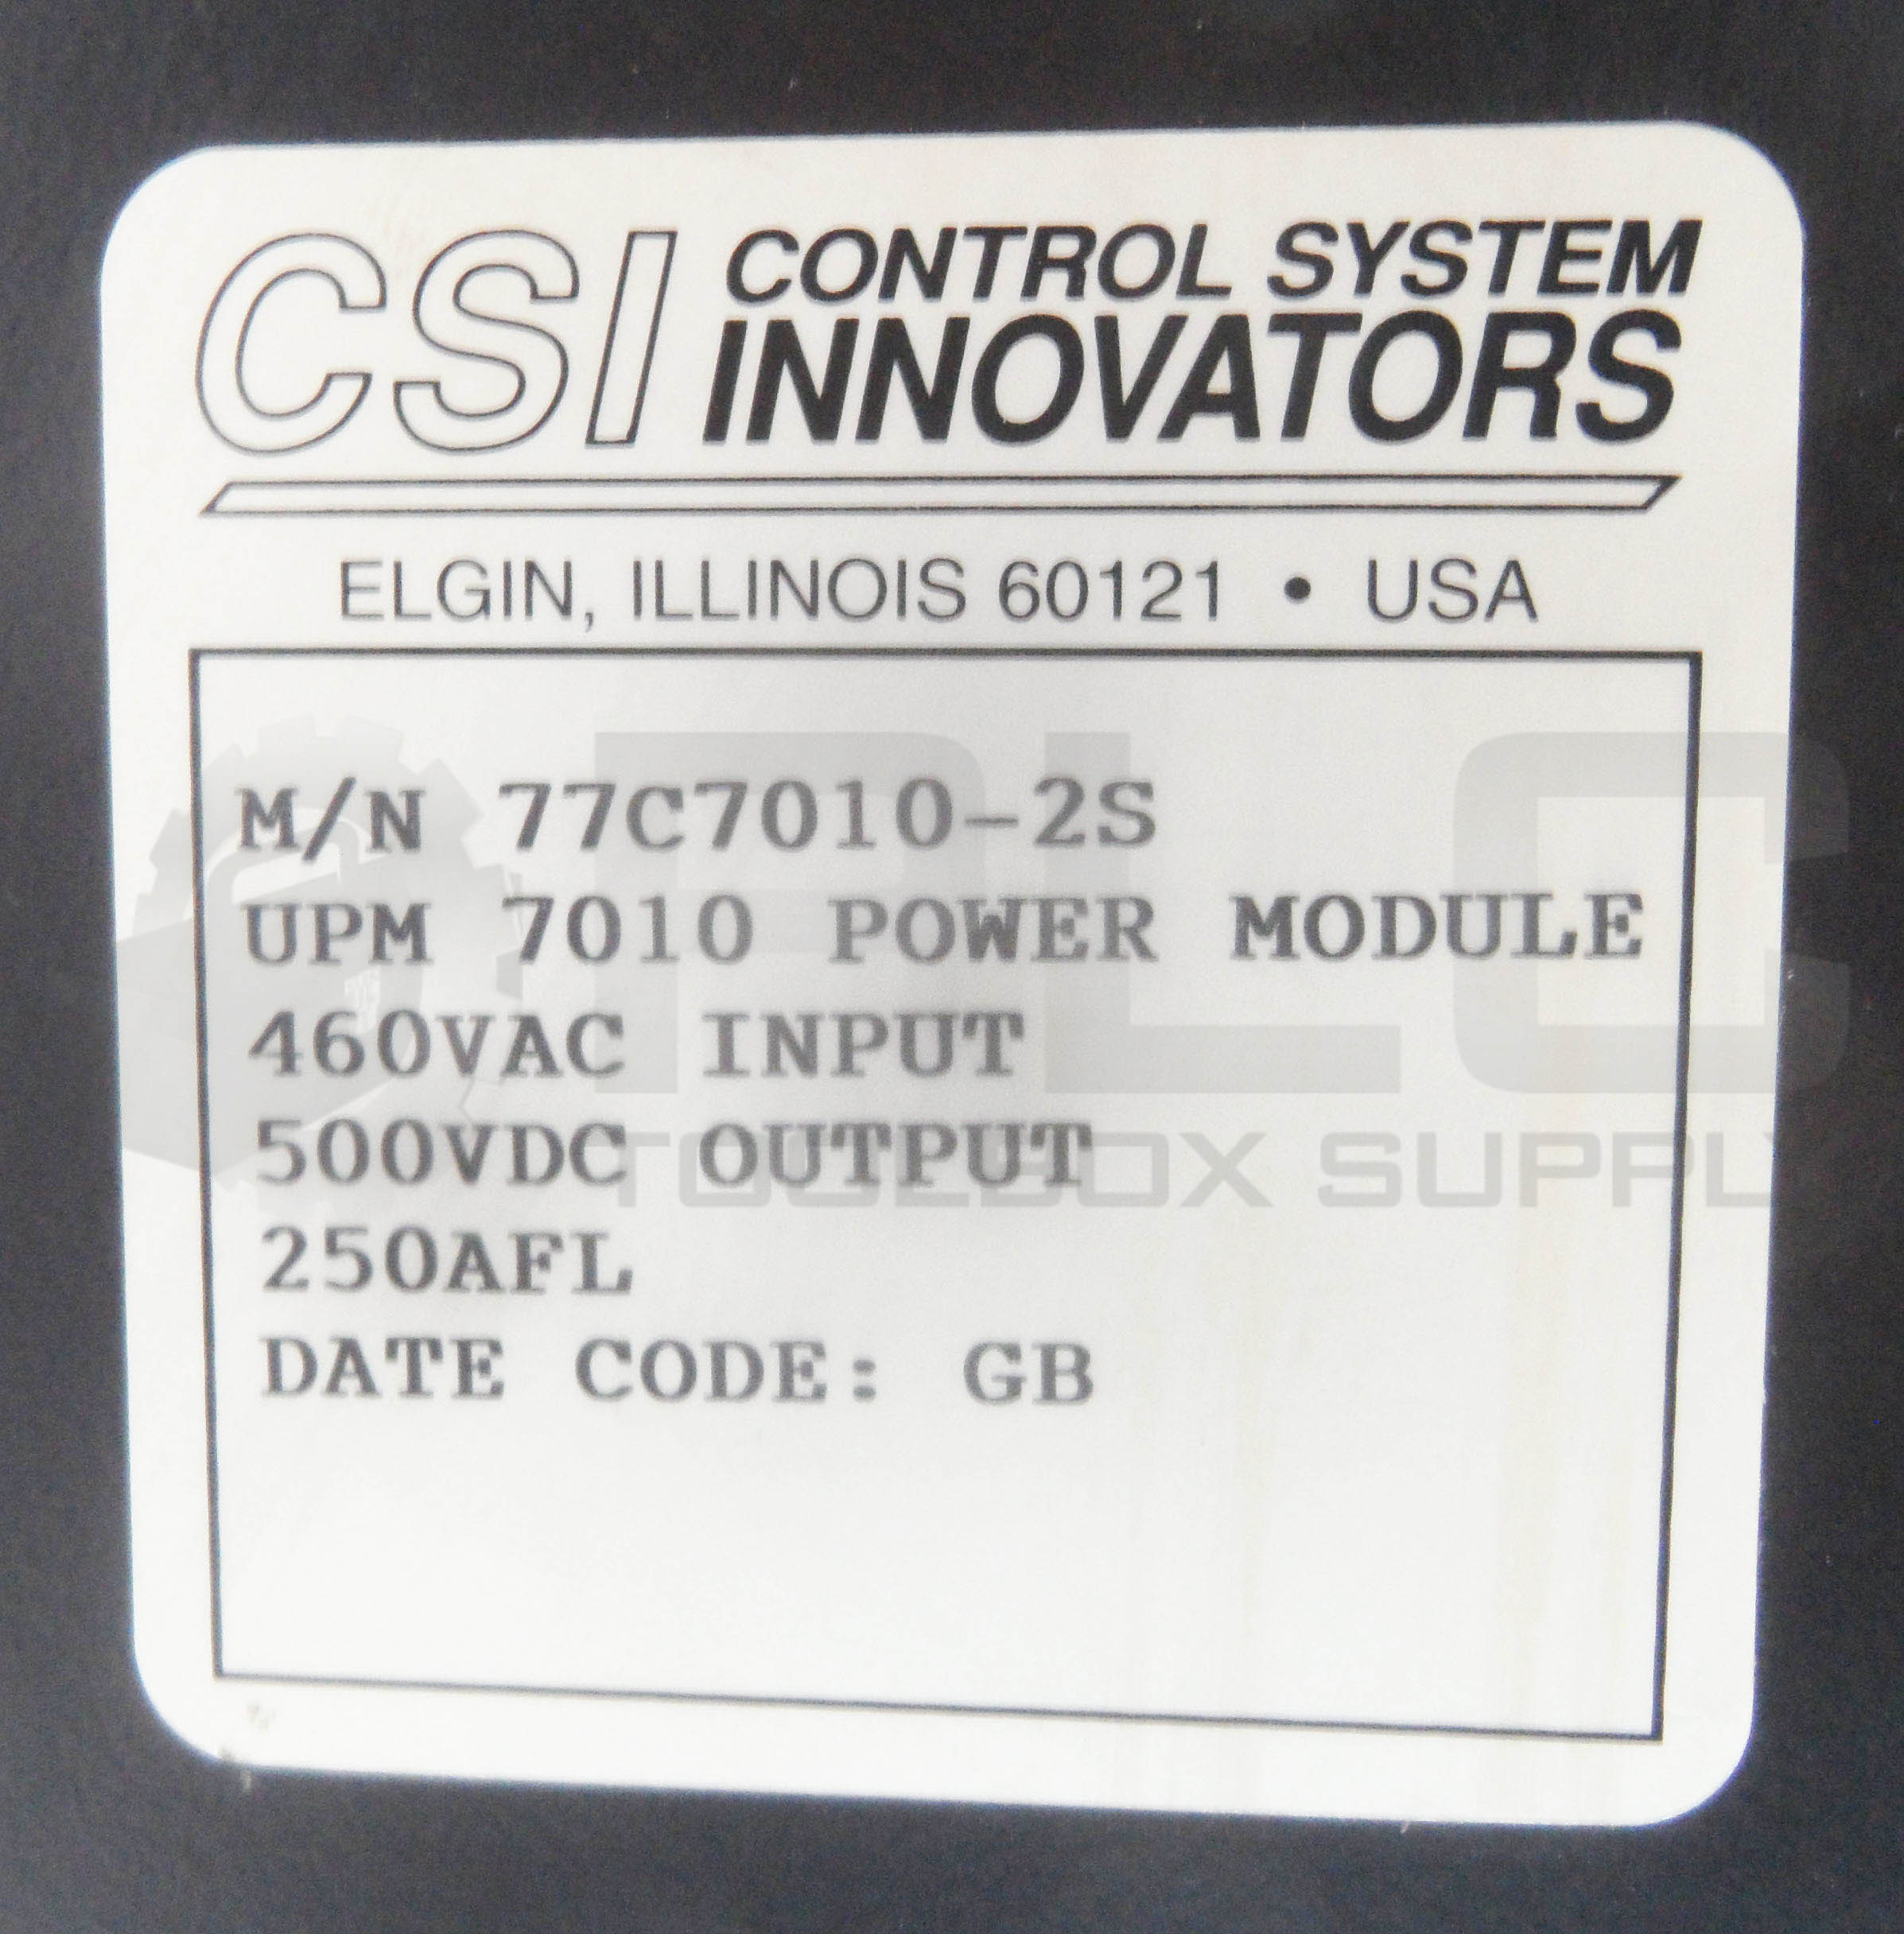 CSI CONTROL SYSTEM
INNOVATORS
ELGIN, ILLINOIS 60121 • USA
M/N 77C7010-2S
UPM 7010 POWER MODULE
460VAC INPUT
500VDC OUTPUT
250AFL
DATE CODE: GB
PLC
TOOLBOX SUPPLY